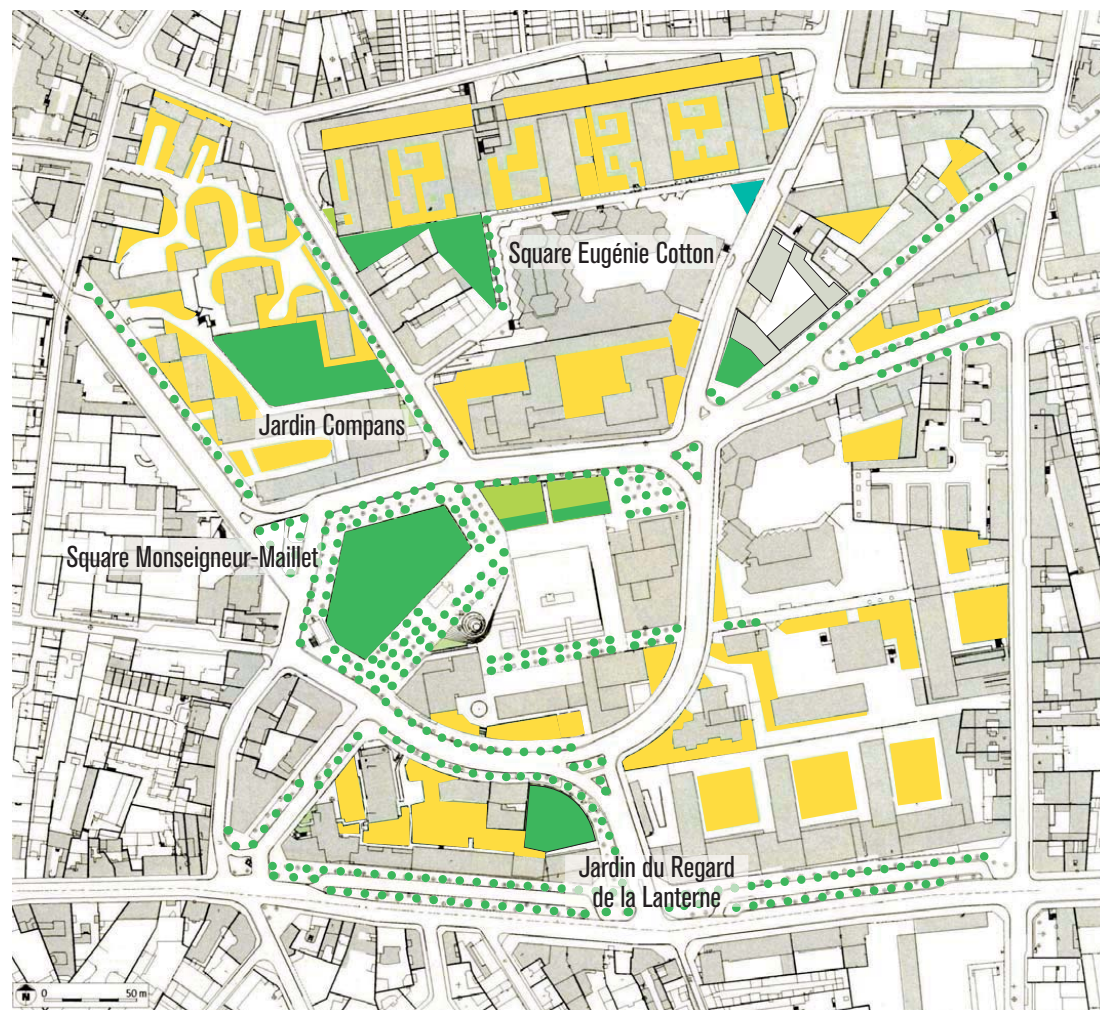 Square Eugénie Cotton
Jardin Compans
Square Monseigneur-Maillet
Jardin du Regard
de la Lanterne
N
0 50 m